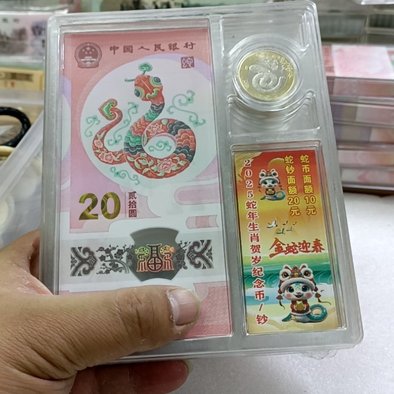 中国人民银行
20
贰拾圆
蛇币面额10元
蛇钞面额20元
2025蛇年生肖贺岁纪念币/钞
金蛇迎春